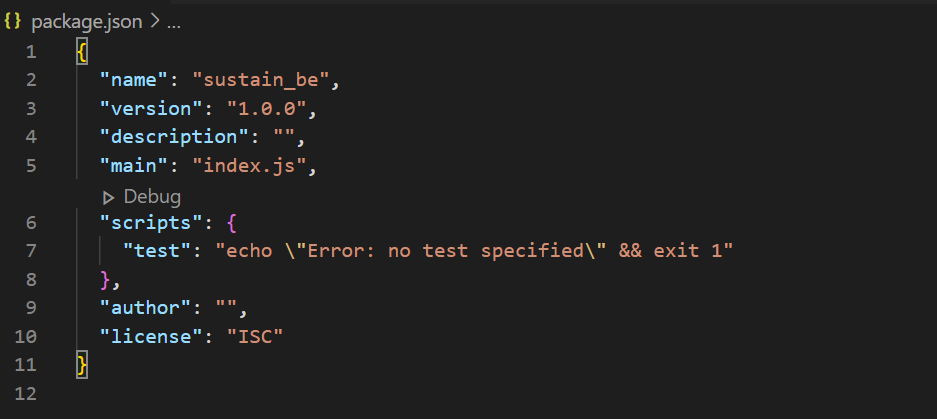 {} package.json > ...
1 {
2 "name": "sustain_be",
3 "version": "1.0.0",
4 "description": "",
5 "main": "index.js",
Debug
6 "scripts": {
7 "test": "echo \"Error: no test specified\" && exit 1"
8 },
9 "author": "",
10 "license": "ISC"
11 }
12